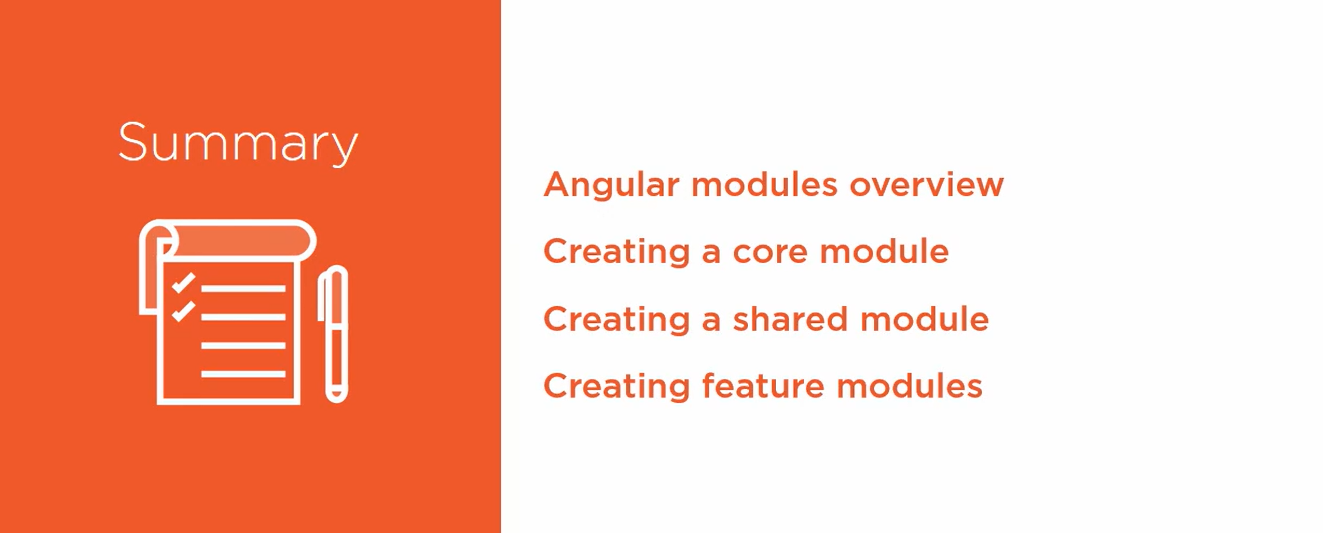 Summary
Angular modules overview
Creating a core module
Creating a shared module
Creating feature modules